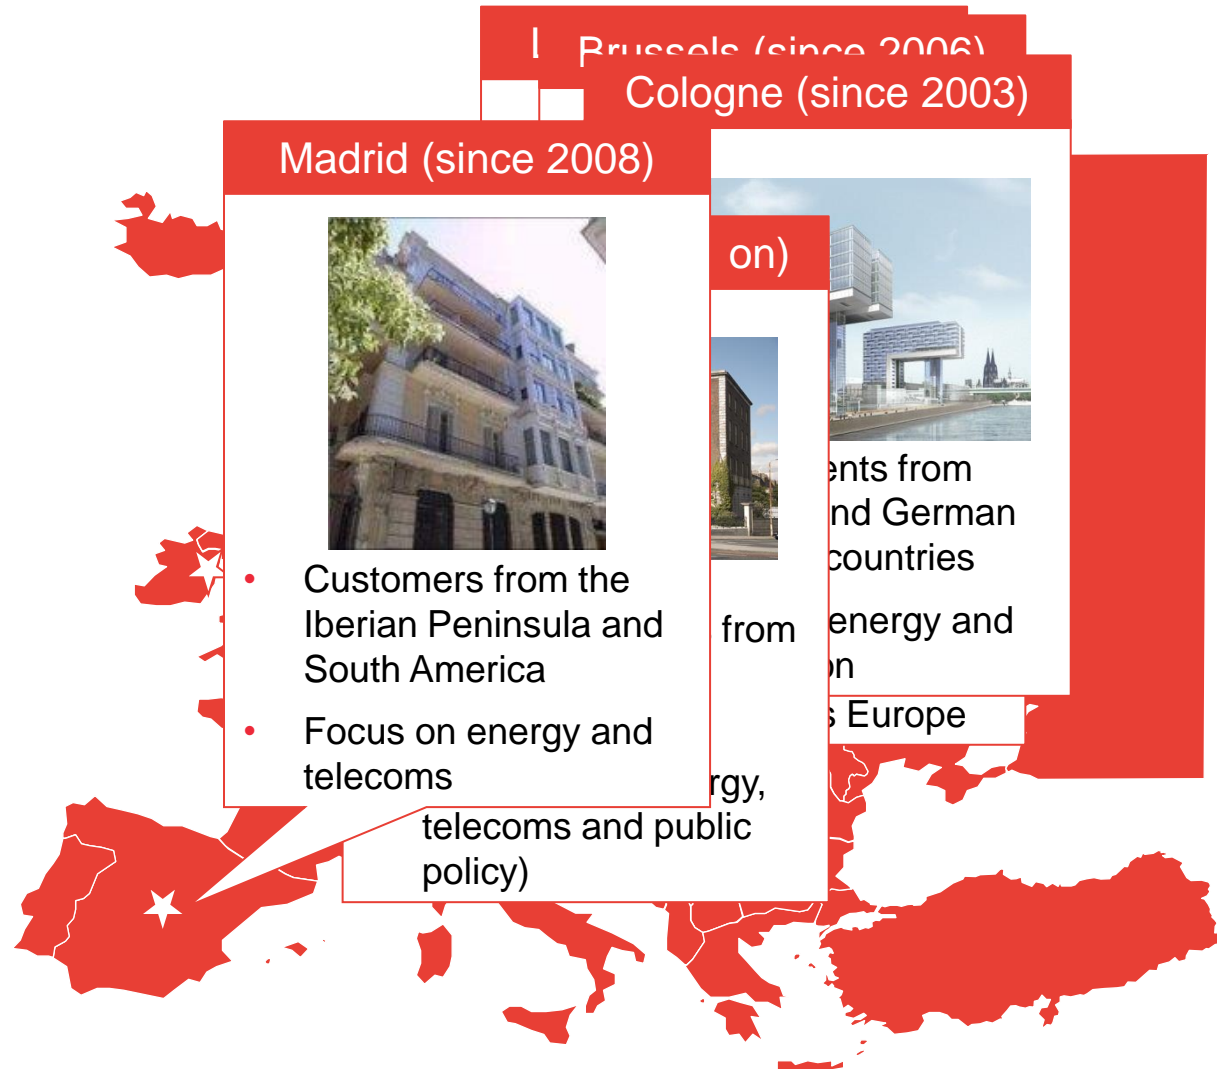 Brussels (since 2006)
Cologne (since 2003)
Madrid (since 2008)
on)
ents from
nd German
countries
Customers from the
Iberian Peninsula and
South America
from
energy and
on
Focus on energy and
telecoms
s Europe
rgy,
telecoms and public
policy)